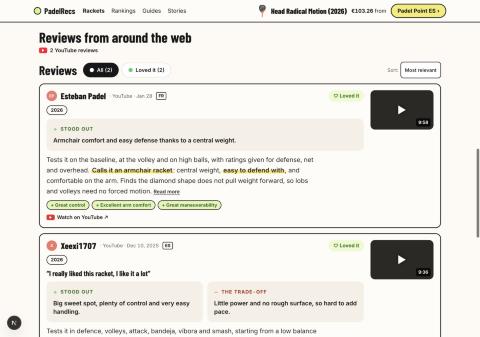 PadelRecs Rackets Rankings Guides Stories Head Radical Motion (2026) €103.26 from Padel Point ES ›
Reviews from around the web
2 YouTube reviews
Reviews All (2) Loved it (2) Sort: Most relevant
Esteban Padel · YouTube · Jan 28 FR Loved it
2026
9:58
+ STOOD OUT
Armchair comfort and easy defense thanks to a central weight.
Tests it on the baseline, at the volley and on high balls, with ratings given for defense, net
and overhead. Calls it an armchair racket: central weight, easy to defend with, and
comfortable on the arm. Finds the diamond shape does not pull weight forward, so lobs
and volleys need no forced motion. Read more
+ Great control + Excellent arm comfort + Great maneuverability
Watch on YouTube ↗
X Xeexi1707 · YouTube · Dec 10, 2025 ES Loved it
2026
9:36
"I really liked this racket, I like it a lot"
+ STOOD OUT
Big sweet spot, plenty of control and very easy
handling.
— THE TRADE-OFF
Little power and no rough surface, so hard to add
pace.
Tests it in defence, volleys, attack, bandeja, vibora and smash, starting from a low balance
N